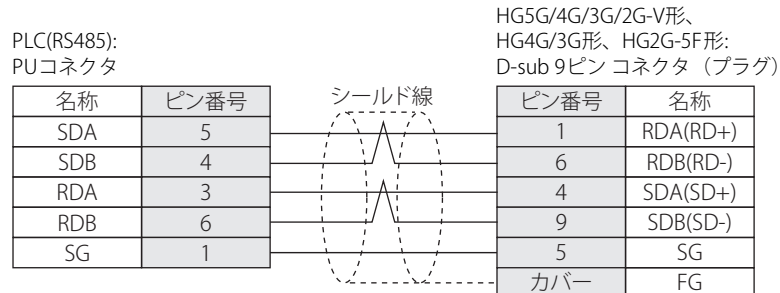 HG5G/4G/3G/2G-V形、
HG4G/3G形、HG2G-5F形:
D-sub 9ピン コネクタ（プラグ）
PLC(RS485):
PUコネクタ
名称 ピン番号 シールド線 ピン番号 名称
SDA 5 1 RDA(RD+)
SDB 4 6 RDB(RD-)
RDA 3 4 SDA(SD+)
RDB 6 9 SDB(SD-)
SG 1 5 SG
カバー FG